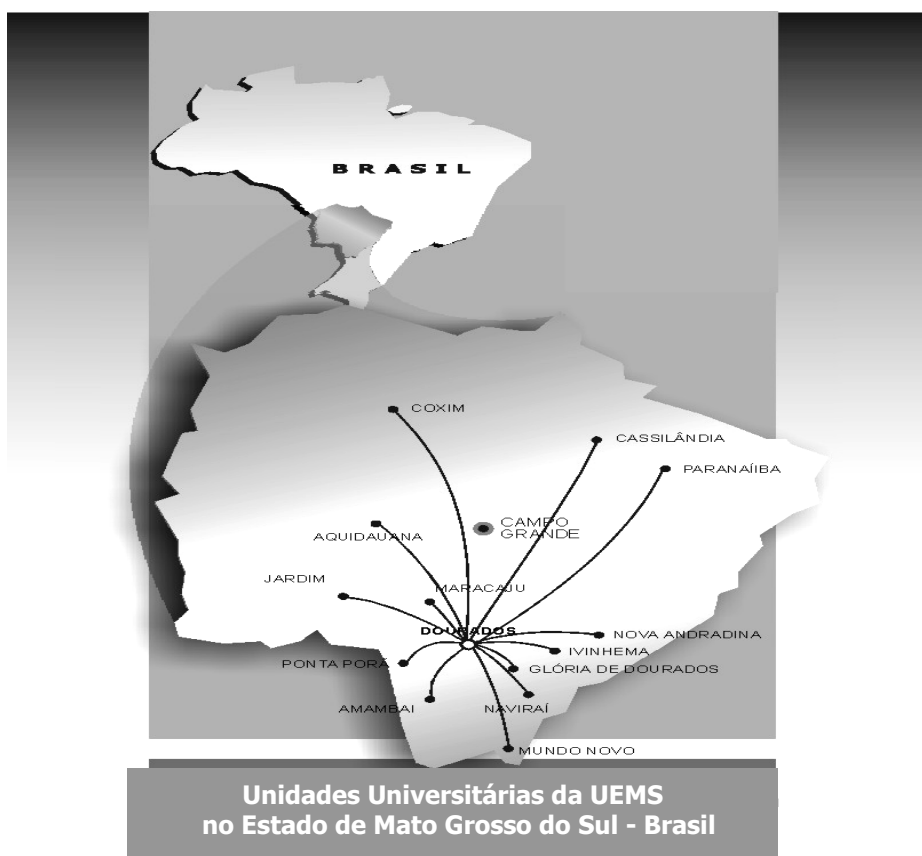 BRASIL
COXIM
CASSILÂNDIA
PARANAÍIBA
CAMPO
GRANDE
AQUIDAUANA
JARDIM
MARACAJU
DOURADOS
NOVA ANDRADINA
IVINHEMA
PONTA PORÃ
GLÓRIA DE DOURADOS
AMAMBAI
NAVIRAÍ
MUNDO NOVO
Unidades Universitárias da UEMS
no Estado de Mato Grosso do Sul - Brasil